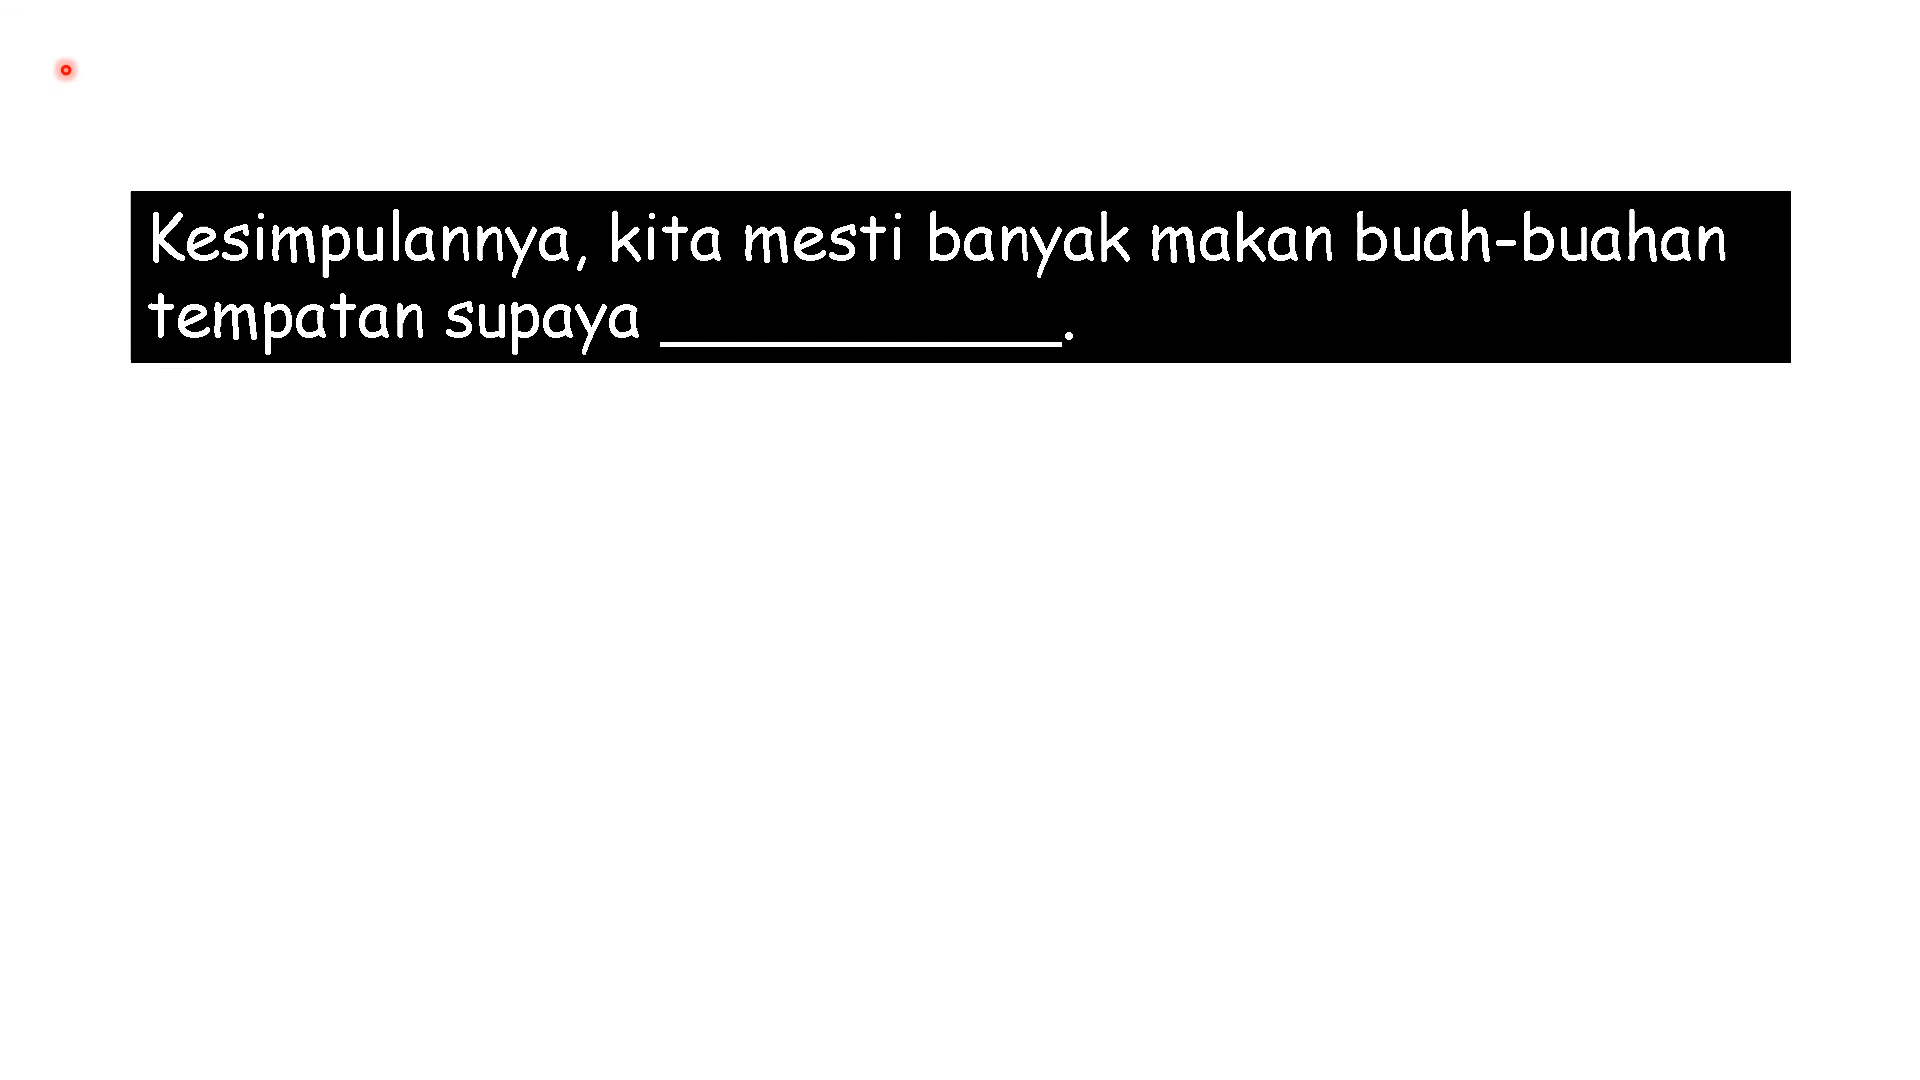 Kesimpulannya, kita mesti banyak makan buah-buahan
tempatan supaya ____________.